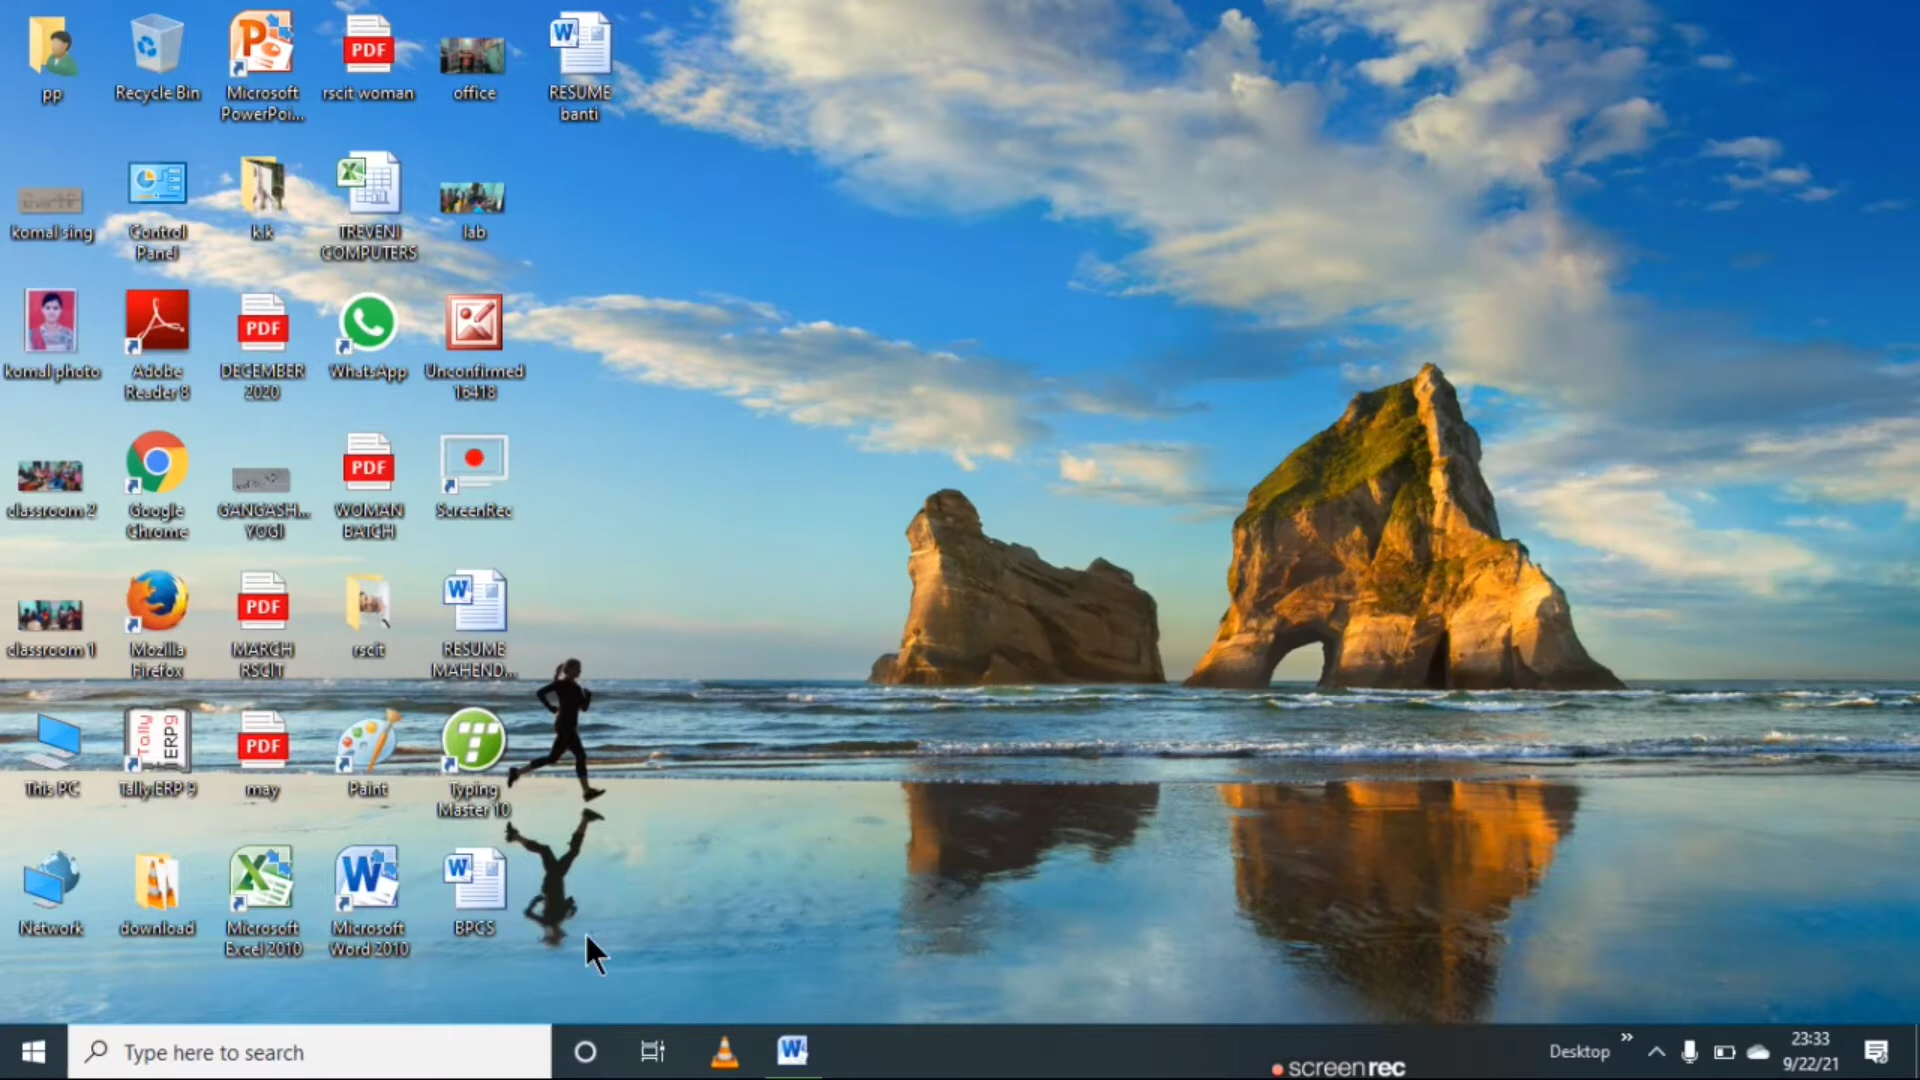 pp
Recycle Bin
Microsoft
PowerPoi...
PDF
rscit woman
office
RESUME
banti
komal sing
Control
Panel
kk
TREVENI
COMPUTERS
lab
komal photo
Adobe
Reader 8
PDF
DECEMBER
2020
WhatsApp
Unconfirmed
16418
classroom 2
Google
Chrome
GANGASH...
YOGI
PDF
WOMAN
BATCH
ScreenRec
classroom 1
Mozilla
Firefox
PDF
MARCH
RSCIT
rscit
RESUME
MAHEND...
This PC
Tally
ERP9
Tally ERP 9
PDF
may
Paint
Typing
Master 10
Network
download
Microsoft
Excel 2010
Microsoft
Word 2010
BPCS
Type here to search
screenrec
Desktop
23:33
9/22/21